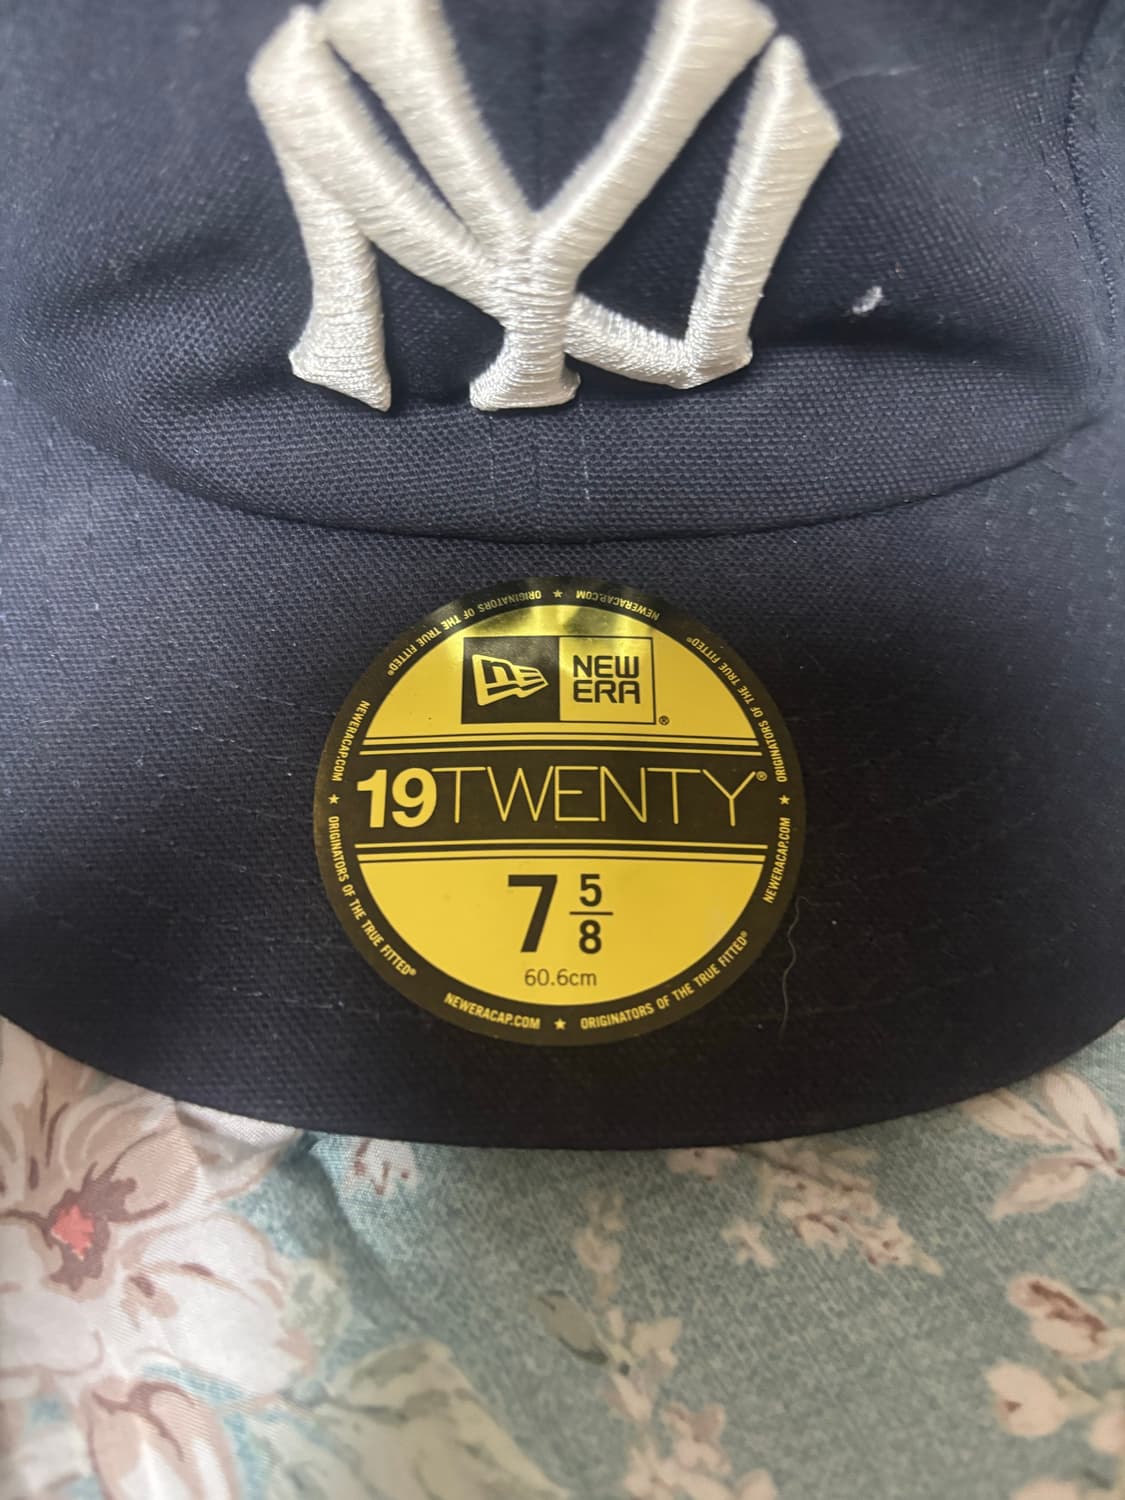 NY
NEW
ERA
®
19TWENTY®
7 5/8
60.6cm
NEWERACAP.COM ★ ORIGINATORS OF THE TRUE FITTED®
NEWERACAP.COM ★ ORIGINATORS OF THE TRUE FITTED®
NEWERACAP.COM ★ ORIGINATORS OF THE TRUE FITTED®
NEWERACAP.COM ★ ORIGINATORS OF THE TRUE FITTED®